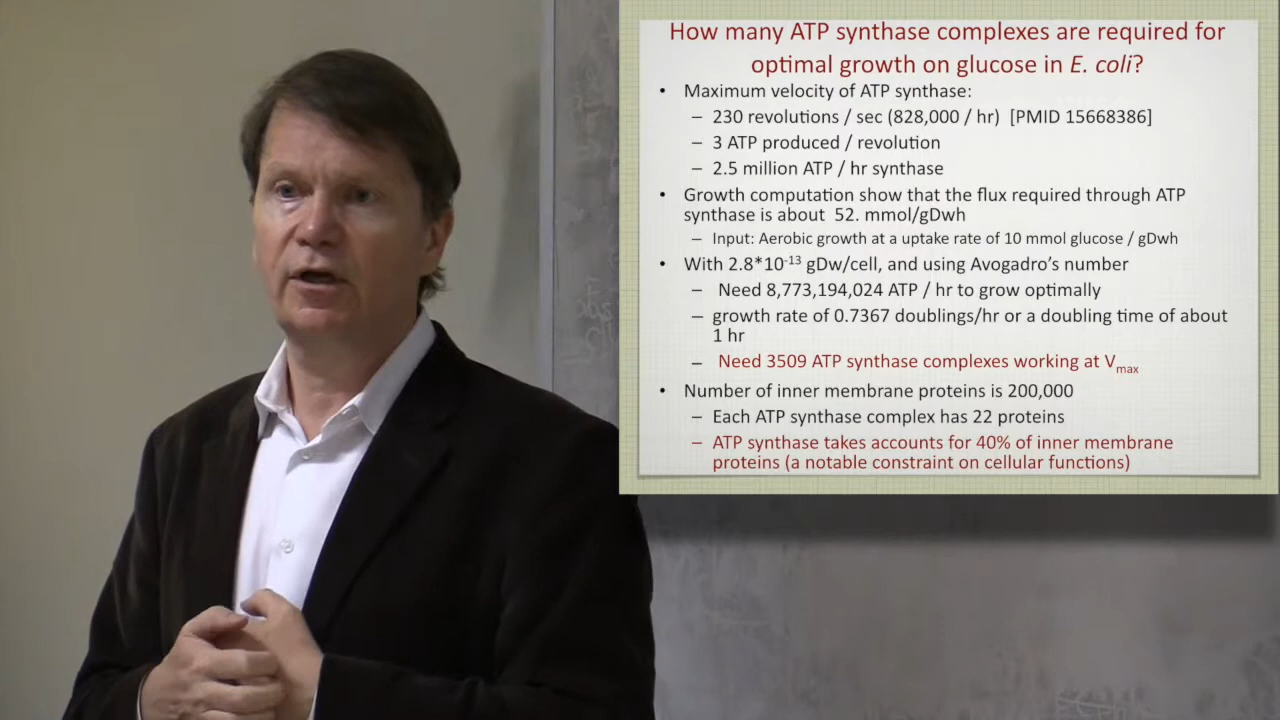 How many ATP synthase complexes are required for
optimal growth on glucose in E. coli?
• Maximum velocity of ATP synthase:
– 230 revolutions / sec (828,000 / hr) [PMID 15668386]
– 3 ATP produced / revolution
– 2.5 million ATP / hr synthase
• Growth computation show that the flux required through ATP
synthase is about 52. mmol/gDwh
– Input: Aerobic growth at a uptake rate of 10 mmol glucose / gDwh
• With 2.8*10⁻¹³ gDw/cell, and using Avogadro's number
– Need 8,773,194,024 ATP / hr to grow optimally
– growth rate of 0.7367 doublings/hr or a doubling time of about
1 hr
– Need 3509 ATP synthase complexes working at Vmax
• Number of inner membrane proteins is 200,000
– Each ATP synthase complex has 22 proteins
– ATP synthase takes accounts for 40% of inner membrane
proteins (a notable constraint on cellular functions)